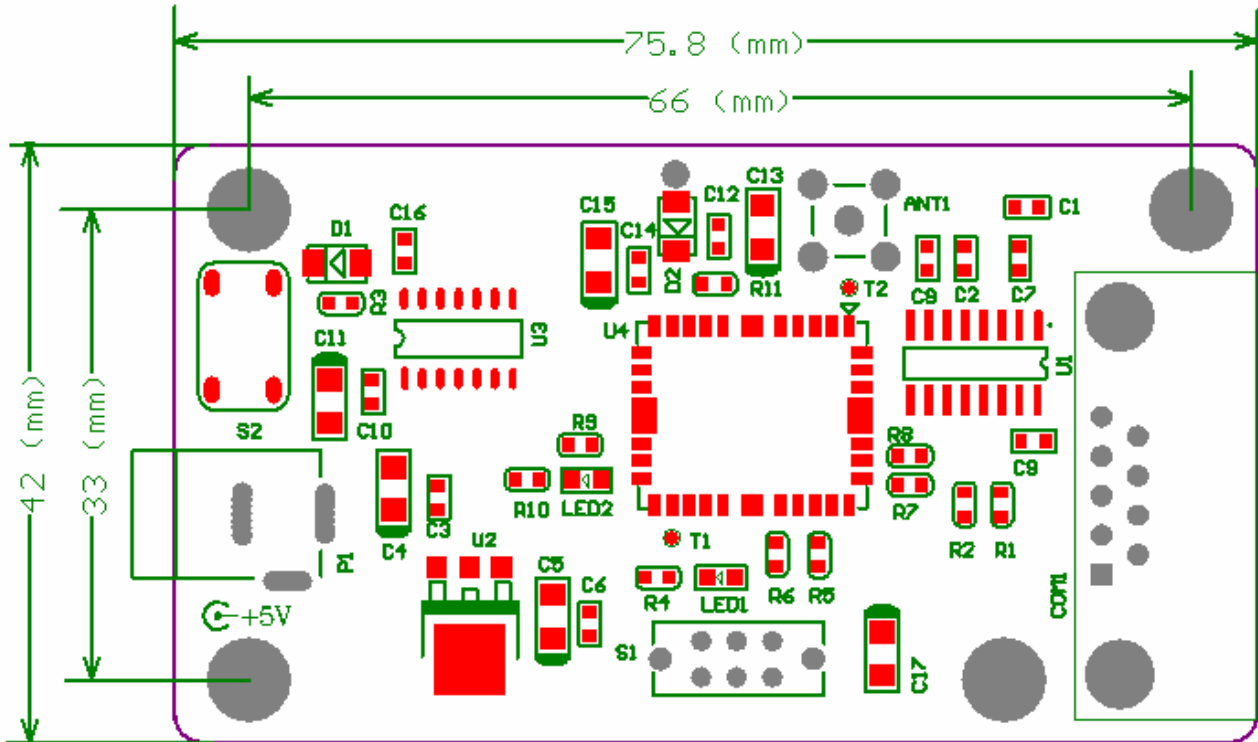 75.8 (mm)
66 (mm)
42 (mm)
33 (mm)
C13
C12
C15
C14
D2
R11
ANT1
T2
C1
C9
C2
C7
D1
C16
R3
C11
U3
U4
U1
S2
C10
R9
R8
C9
R10
LED2
R7
C3
C4
U2
T1
R2
R1
P1
C5
C6
R4
LED1
R6
R5
COM1
+5V
S1
C17